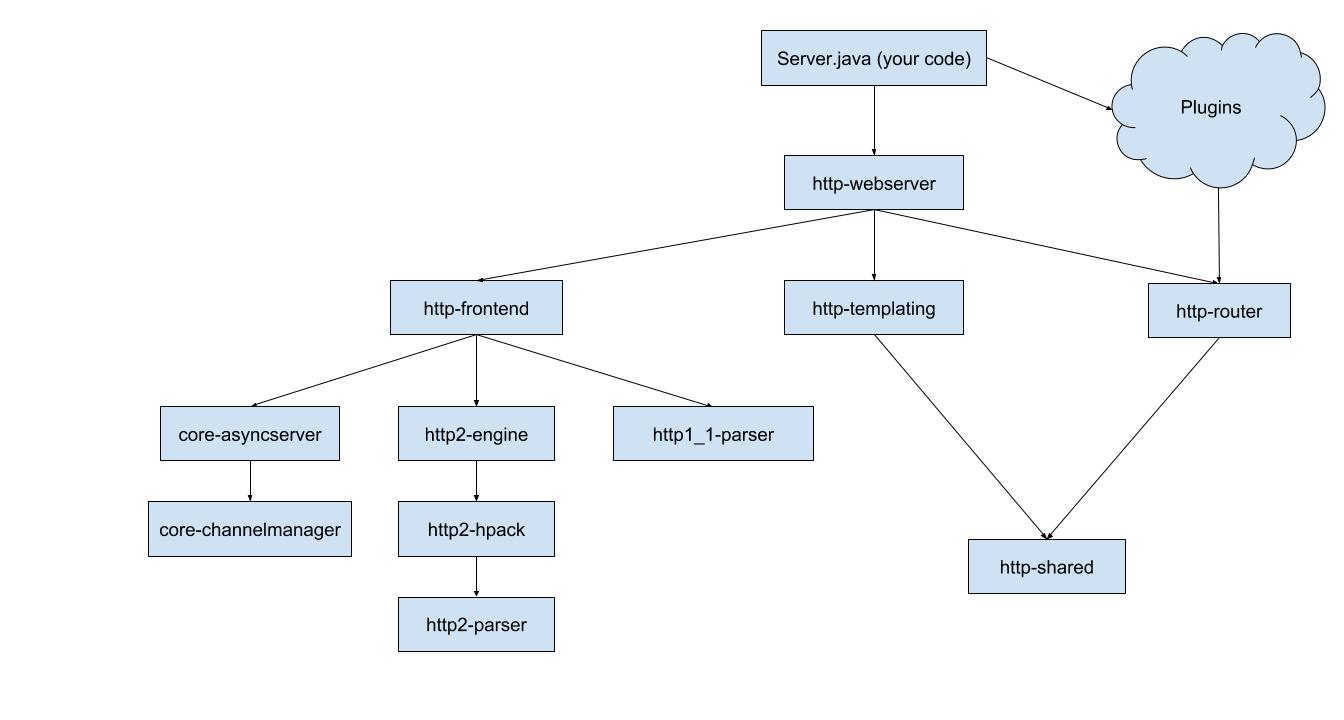 Server.java (your code)
Plugins
http-webserver
http-frontend
http-templating
http-router
core-asyncserver
http2-engine
http1_1-parser
core-channelmanager
http2-hpack
http-shared
http2-parser